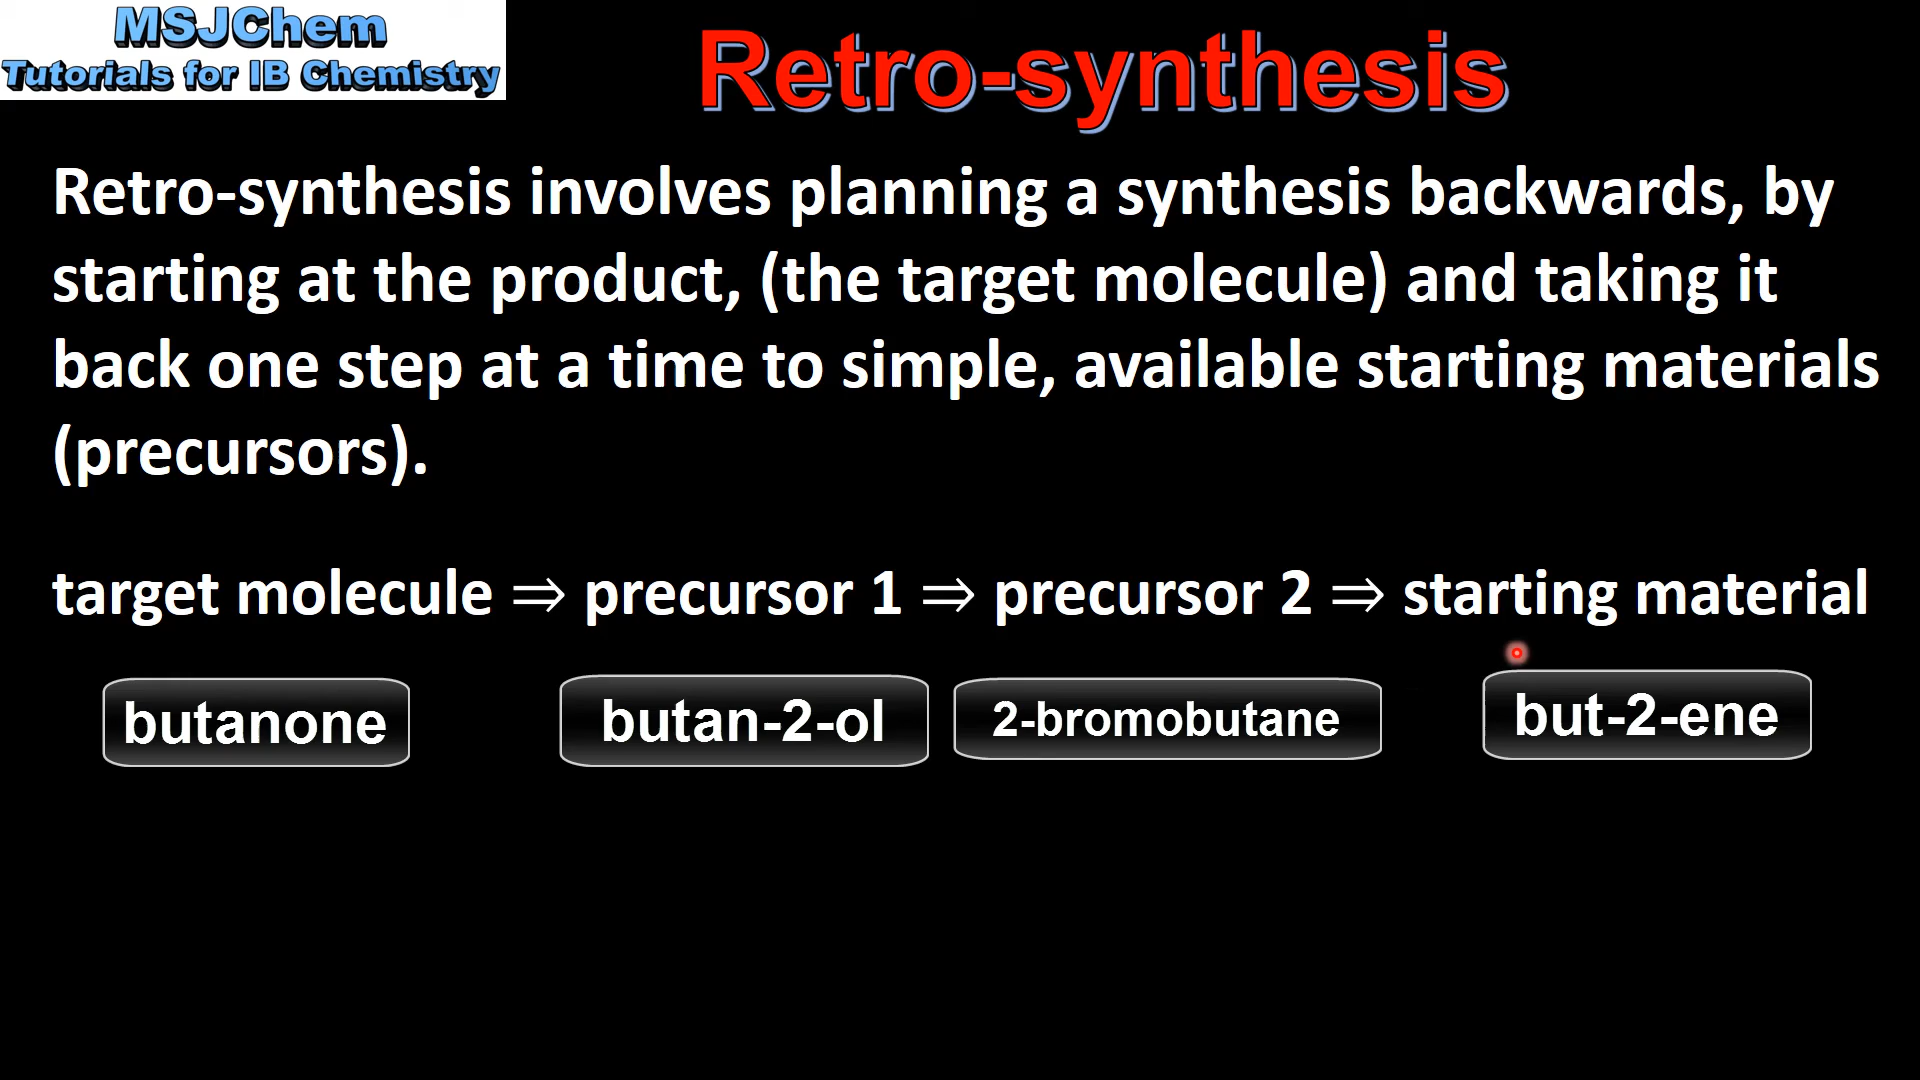 MSJChem
Tutorials for IB Chemistry
Retro-synthesis
Retro-synthesis involves planning a synthesis backwards, by
starting at the product, (the target molecule) and taking it
back one step at a time to simple, available starting materials
(precursors).
target molecule ⇒ precursor 1 ⇒ precursor 2 ⇒ starting material
butanone butan-2-ol 2-bromobutane but-2-ene